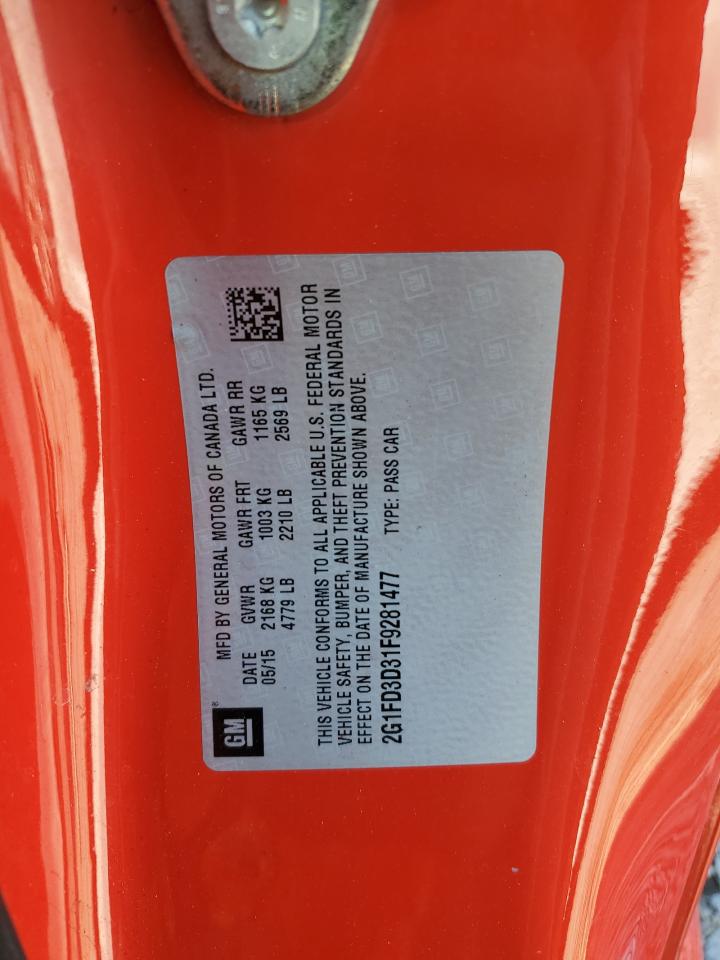 GM®
MFD BY GENERAL MOTORS OF CANADA LTD.
DATE GVWR GAWR FRT GAWR RR
05/15 2168 KG 1003 KG 1165 KG
4779 LB 2210 LB 2569 LB
THIS VEHICLE CONFORMS TO ALL APPLICABLE U.S. FEDERAL MOTOR
VEHICLE SAFETY, BUMPER, AND THEFT PREVENTION STANDARDS IN
EFFECT ON THE DATE OF MANUFACTURE SHOWN ABOVE.
2G1FD3D31F9281477 TYPE: PASS CAR